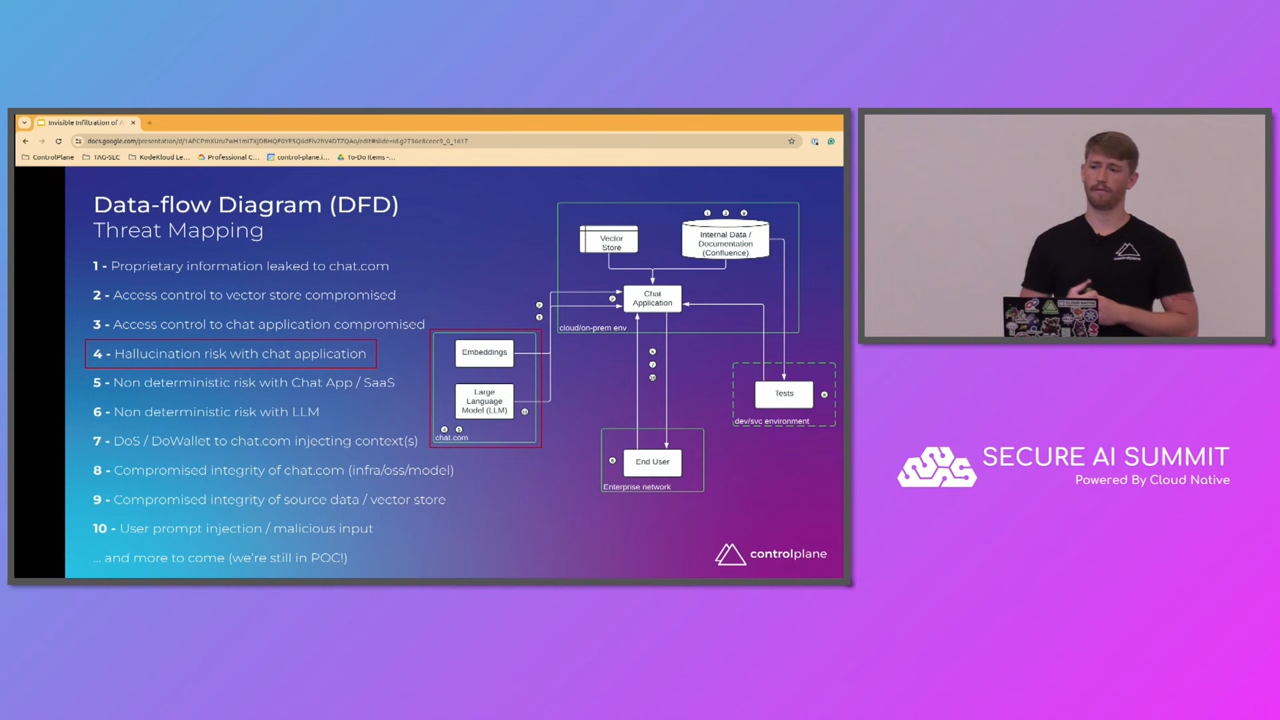 Invisible Infiltration of A
ControlPlane
TAG-SEC
KodeKloud Le...
Professional C...
control-plane.i...
To-Do Items -...
Data-flow Diagram (DFD)
Threat Mapping
1 - Proprietary information leaked to chat.com
2 - Access control to vector store compromised
3 - Access control to chat application compromised
4 - Hallucination risk with chat application
5 - Non deterministic risk with Chat App / SaaS
6 - Non deterministic risk with LLM
7 - DoS / DoWallet to chat.com injecting context(s)
8 - Compromised integrity of chat.com (infra/oss/model)
9 - Compromised integrity of source data / vector store
10 - User prompt injection / malicious input
... and more to come (we're still in POC!)
Vector
Store
Internal Data /
Documentation
(Confluence)
Chat
Application
cloud/on-prem env
Embeddings
Large
Language
Model (LLM)
chat.com
Tests
dev/svc environment
End User
Enterprise network
controlplane
SECURE AI SUMMIT
Powered By Cloud Native